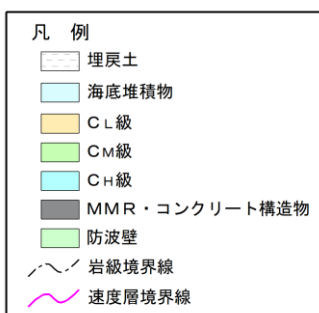 凡 例
埋戻土
海底堆積物
CL級
CM級
CH級
MMR・コンクリート構造物
防波壁
岩級境界線
速度層境界線